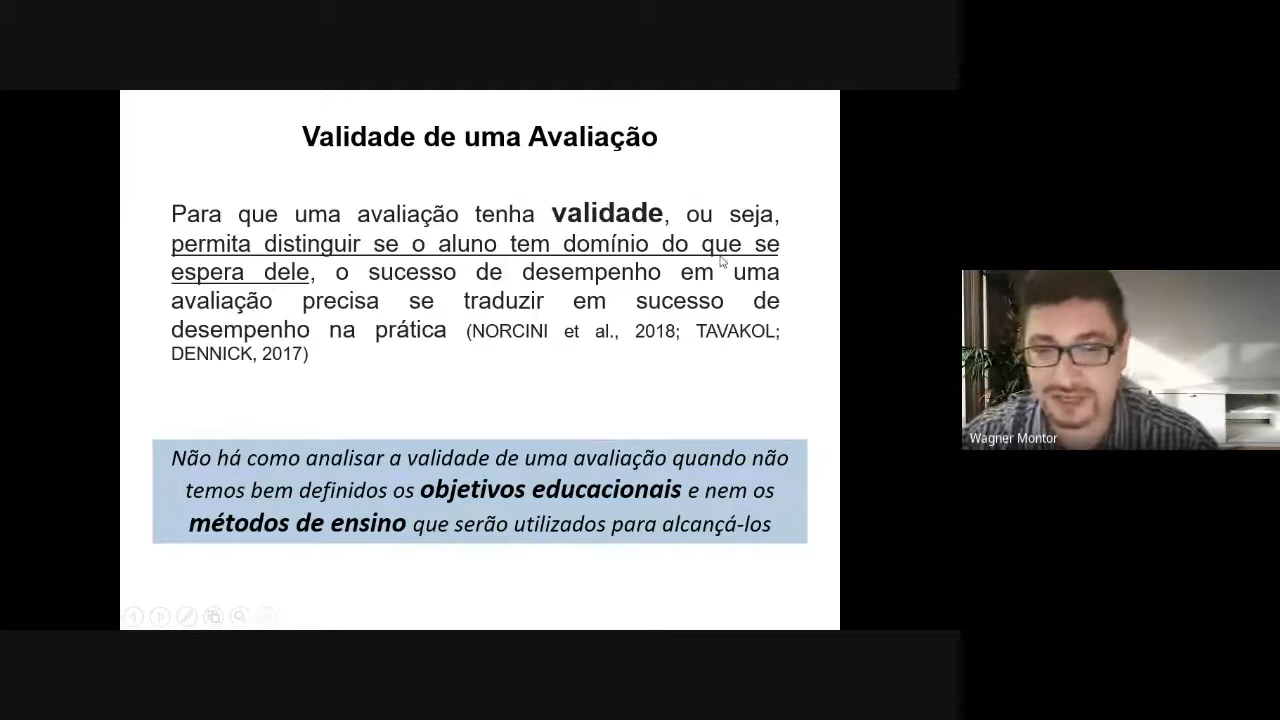 Validade de uma Avaliação
Para que uma avaliação tenha validade, ou seja,
permita distinguir se o aluno tem domínio do que se
espera dele, o sucesso de desempenho em uma
avaliação precisa se traduzir em sucesso de
desempenho na prática (NORCINI et al., 2018; TAVAKOL;
DENNICK, 2017)
Não há como analisar a validade de uma avaliação quando não
temos bem definidos os objetivos educacionais e nem os
métodos de ensino que serão utilizados para alcançá-los
Wagner Montor